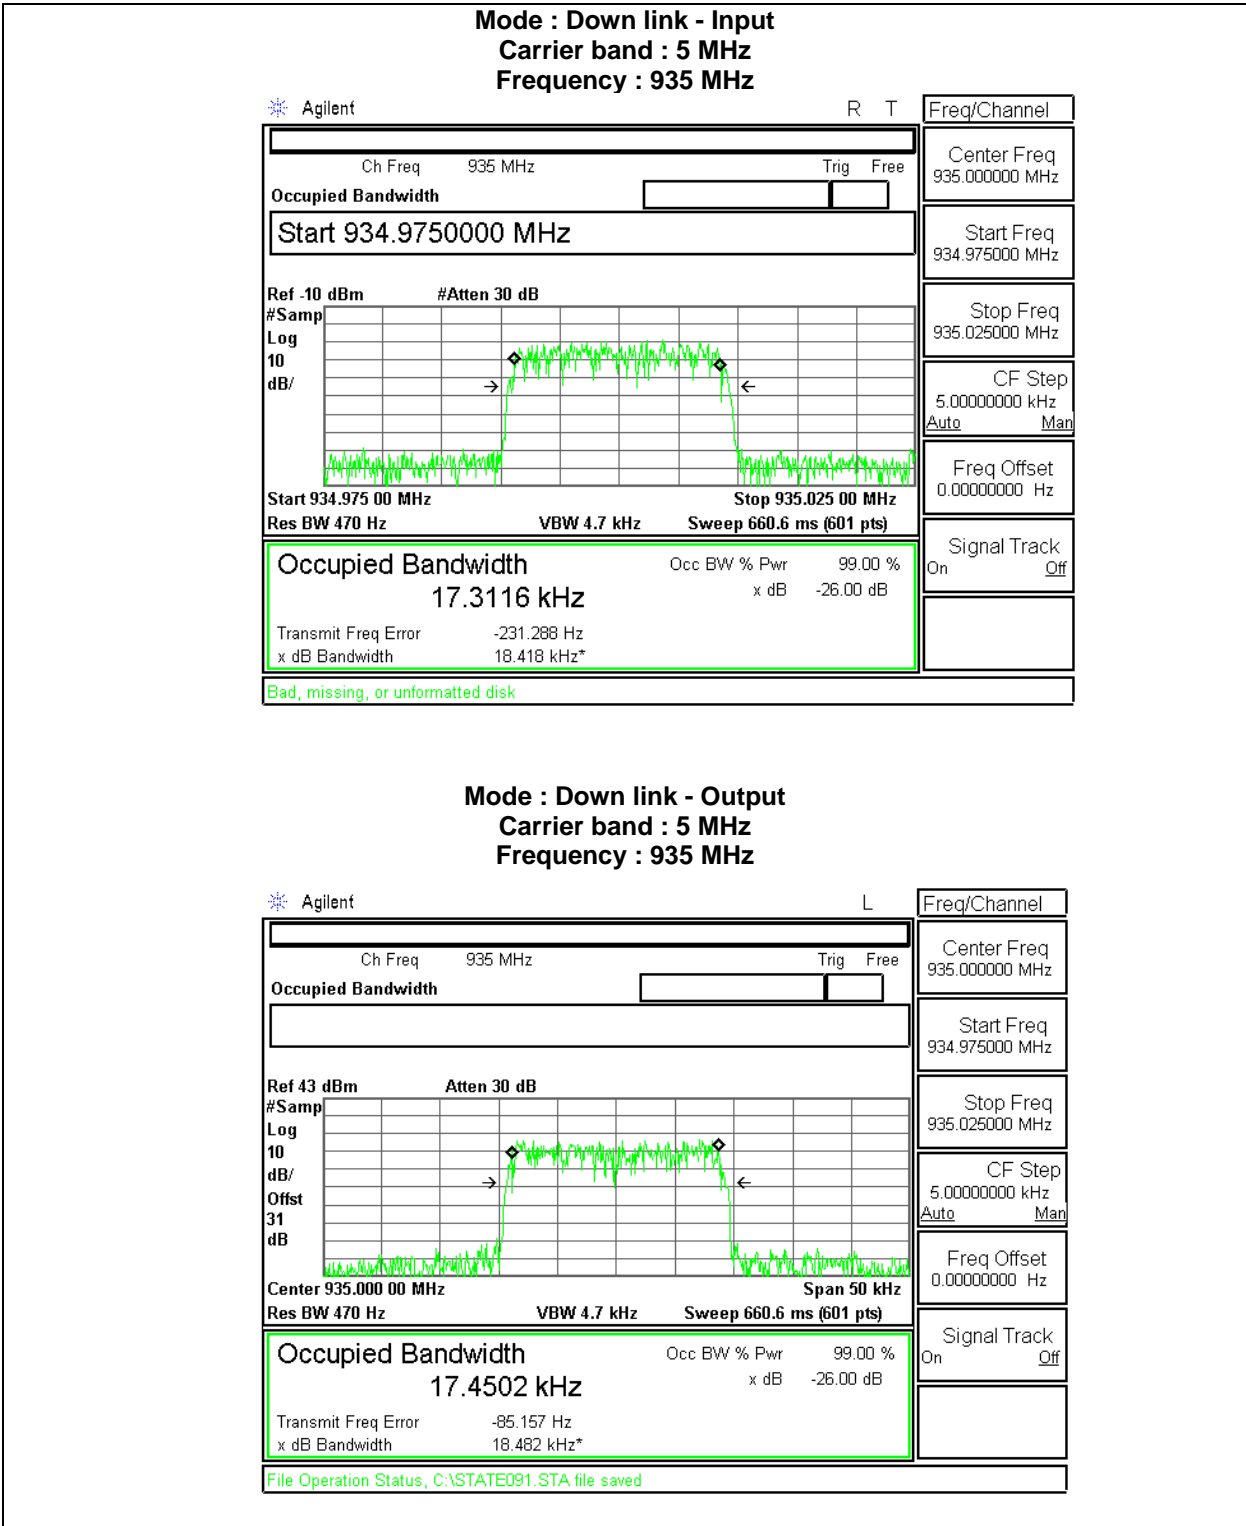 Mode : Down link - Input
Carrier band : 5 MHz
Frequency : 935 MHz
Agilent R T Freq/Channel
Ch Freq 935 MHz Trig Free
Occupied Bandwidth
Start 934.9750000 MHz
Center Freq
935.000000 MHz
Start Freq
934.975000 MHz
Stop Freq
935.025000 MHz
CF Step
5.00000000 kHz
Auto Man
Freq Offset
0.00000000 Hz
Signal Track
On Off
Ref -10 dBm #Atten 30 dB
#Samp
Log
10
dB/
Start 934.975 00 MHz Stop 935.025 00 MHz
Res BW 470 Hz VBW 4.7 kHz Sweep 660.6 ms (601 pts)
Occupied Bandwidth Occ BW % Pwr 99.00 %
17.3116 kHz x dB -26.00 dB
Transmit Freq Error -231.288 Hz
x dB Bandwidth 18.418 kHz*
Bad, missing, or unformatted disk
Mode : Down link - Output
Carrier band : 5 MHz
Frequency : 935 MHz
Agilent L Freq/Channel
Ch Freq 935 MHz Trig Free
Occupied Bandwidth
Center Freq
935.000000 MHz
Start Freq
934.975000 MHz
Stop Freq
935.025000 MHz
CF Step
5.00000000 kHz
Auto Man
Freq Offset
0.00000000 Hz
Signal Track
On Off
Ref 43 dBm Atten 30 dB
#Samp
Log
10
dB/
Offst
31
dB
Center 935.000 00 MHz Span 50 kHz
Res BW 470 Hz VBW 4.7 kHz Sweep 660.6 ms (601 pts)
Occupied Bandwidth Occ BW % Pwr 99.00 %
17.4502 kHz x dB -26.00 dB
Transmit Freq Error -85.157 Hz
x dB Bandwidth 18.482 kHz*
File Operation Status, C:\STATE091.STA file saved